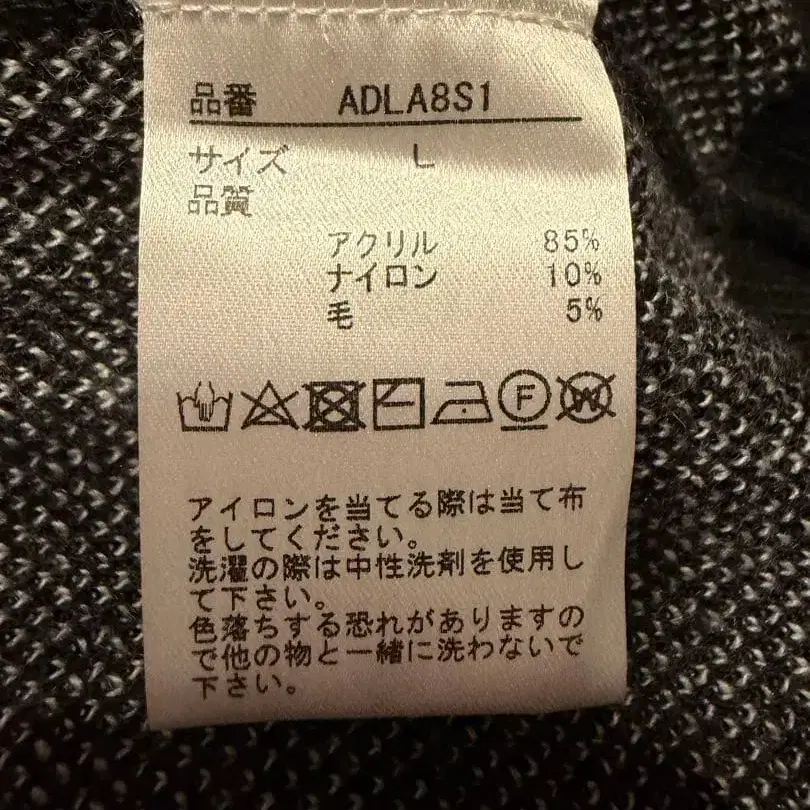 品番 ADLA8S1
サイズ L
品質
アクリル 85%
ナイロン 10%
毛 5%
F W
アイロンを当てる際は当て布
をしてください。
洗濯の際は中性洗剤を使用し
て下さい。
色落ちする恐れがありますの
で他の物と一緒に洗わないで
下さい。